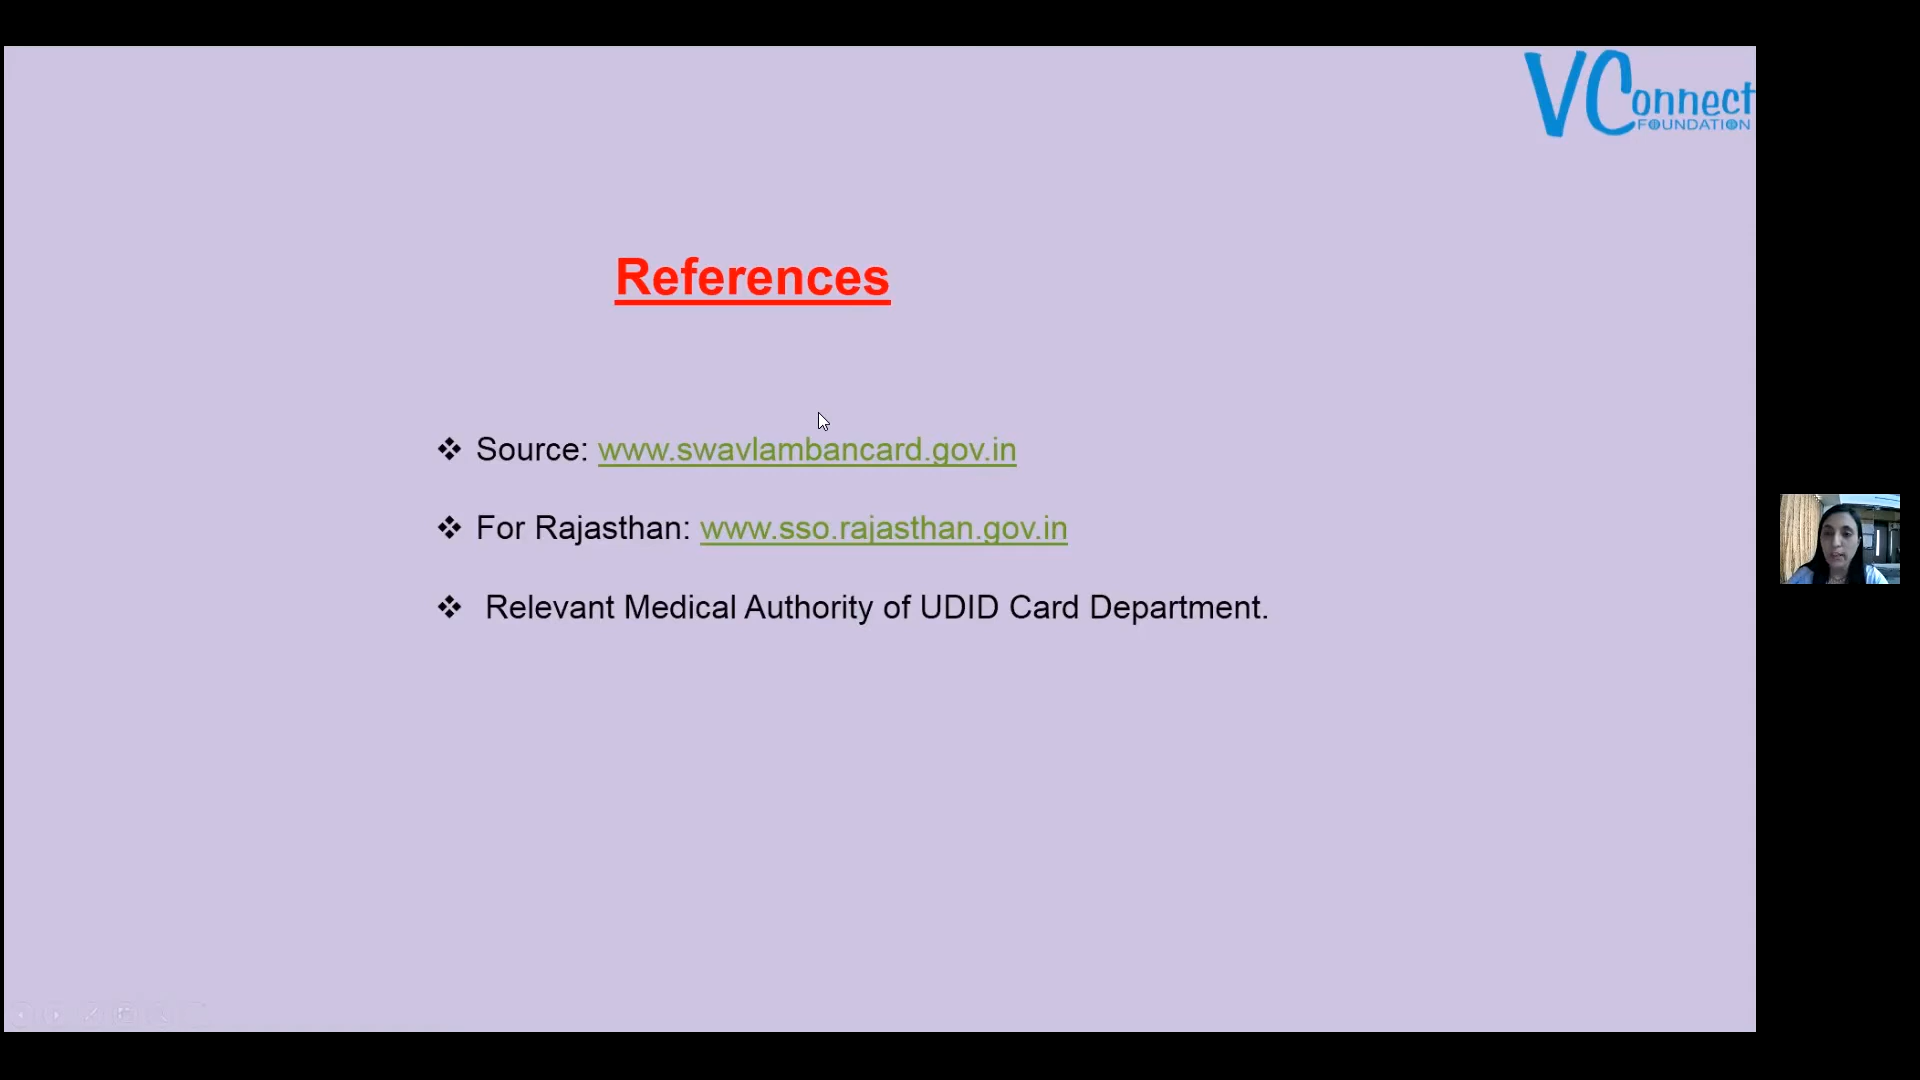 VConnect
FOUNDATION
References
❖ Source: www.swavlambancard.gov.in
❖ For Rajasthan: www.sso.rajasthan.gov.in
❖ Relevant Medical Authority of UDID Card Department.